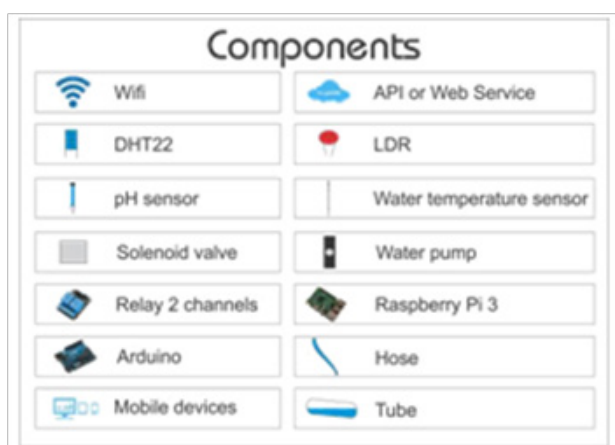 Components
Wifi
API or Web Service
DHT22
LDR
pH sensor
Water temperature sensor
Solenoid valve
Water pump
Relay 2 channels
Raspberry Pi 3
Arduino
Hose
Mobile devices
Tube